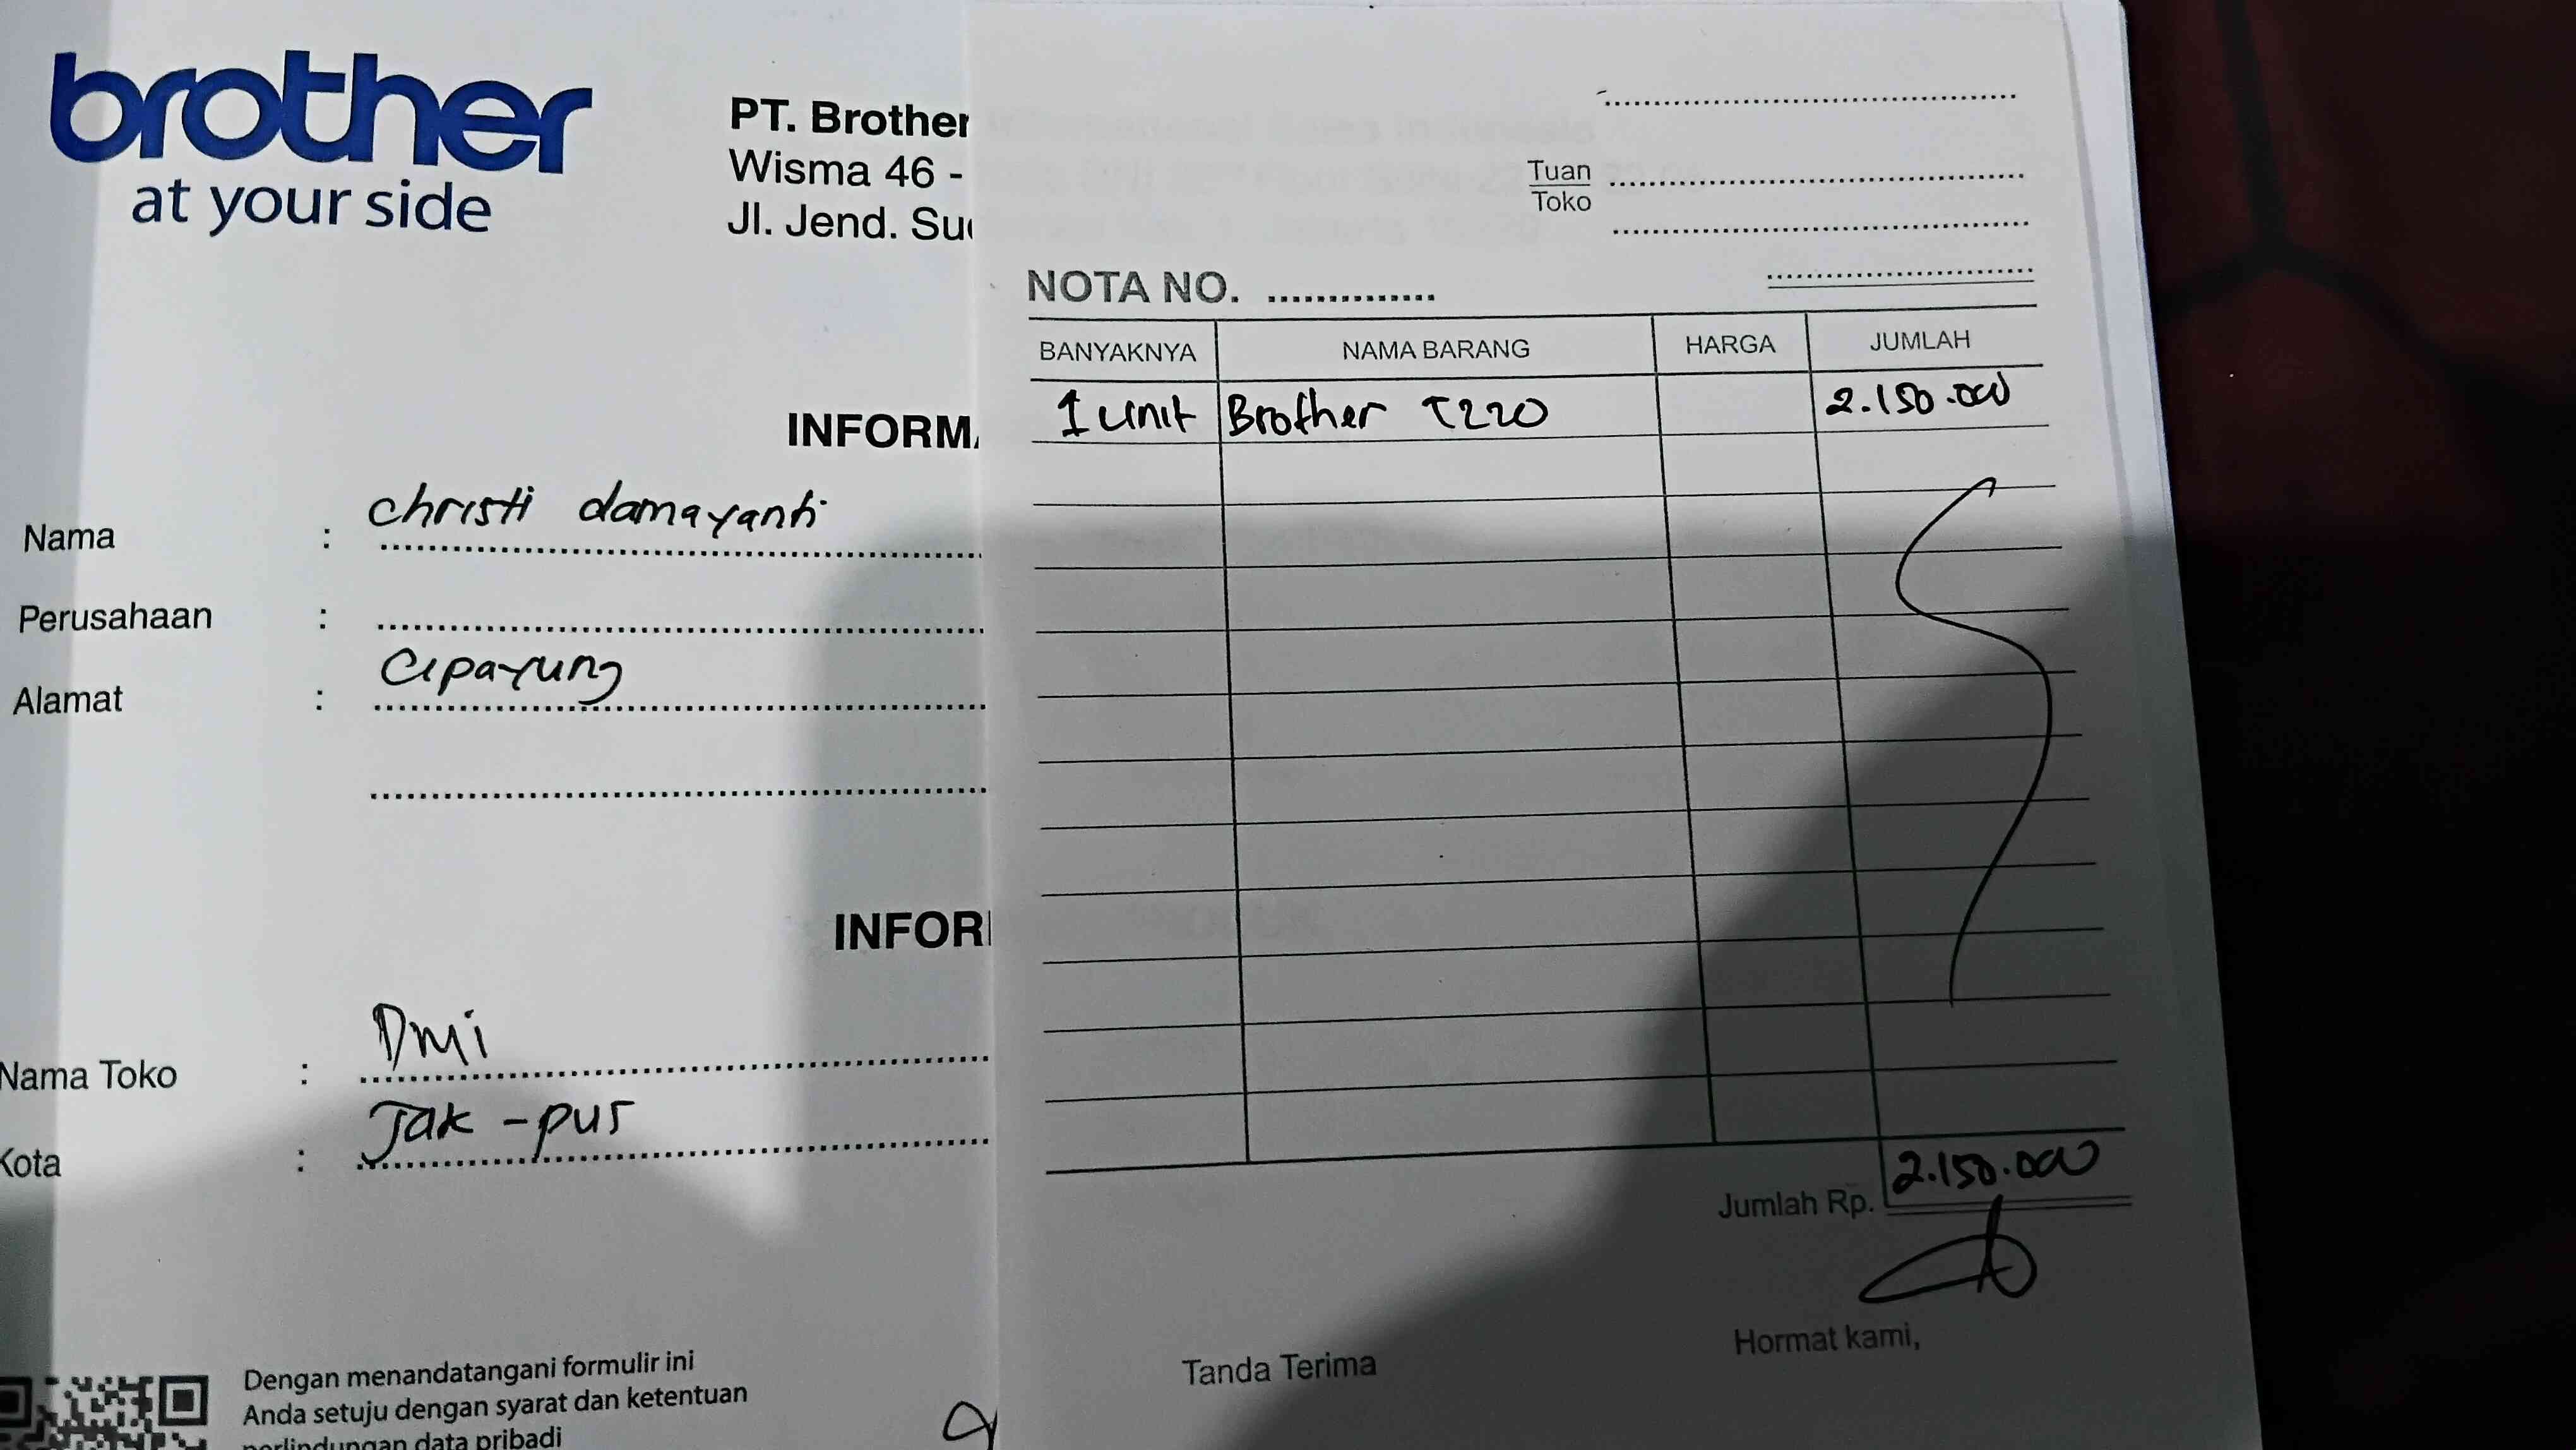 brother
at your side
PT. Brother
Wisma 46 -
Jl. Jend. Su
INFORM
Nama : christi damayanti
Perusahaan :
Alamat : Cipayung
INFOR
Nama Toko : DMi
Kota : Jak - pus
Dengan menandatangani formulir ini
Anda setuju dengan syarat dan ketentuan
perlindungan data pribadi
Tuan
Toko
NOTA NO.
BANYAKNYA NAMA BARANG HARGA JUMLAH
1 unit Brother T220 2.150.000
Jumlah Rp. 2.150.000
Tanda Terima Hormat kami,